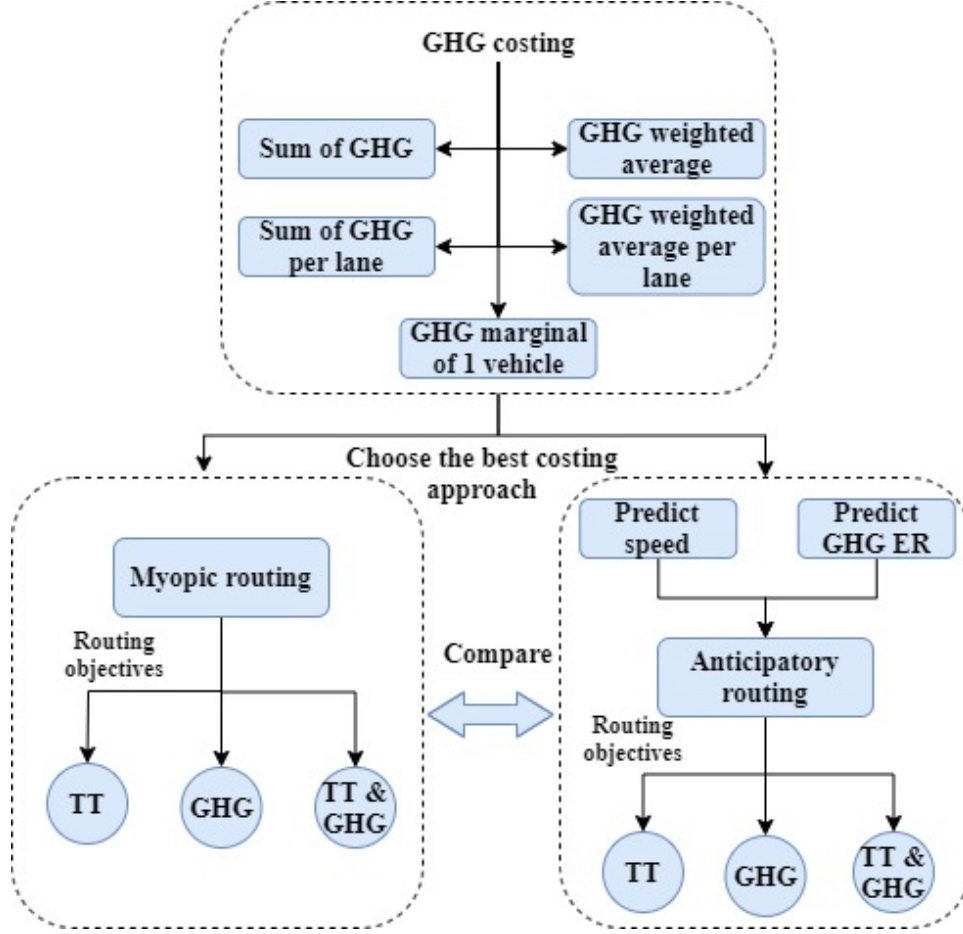 GHG costing
Sum of GHG
GHG weighted
average
Sum of GHG
per lane
GHG weighted
average per
lane
GHG marginal
of 1 vehicle
Choose the best costing
approach
Myopic routing
Routing
objectives
TT
GHG
TT &
GHG
Compare
Predict
speed
Predict
GHG ER
Anticipatory
routing
Routing
objectives
TT
GHG
TT &
GHG